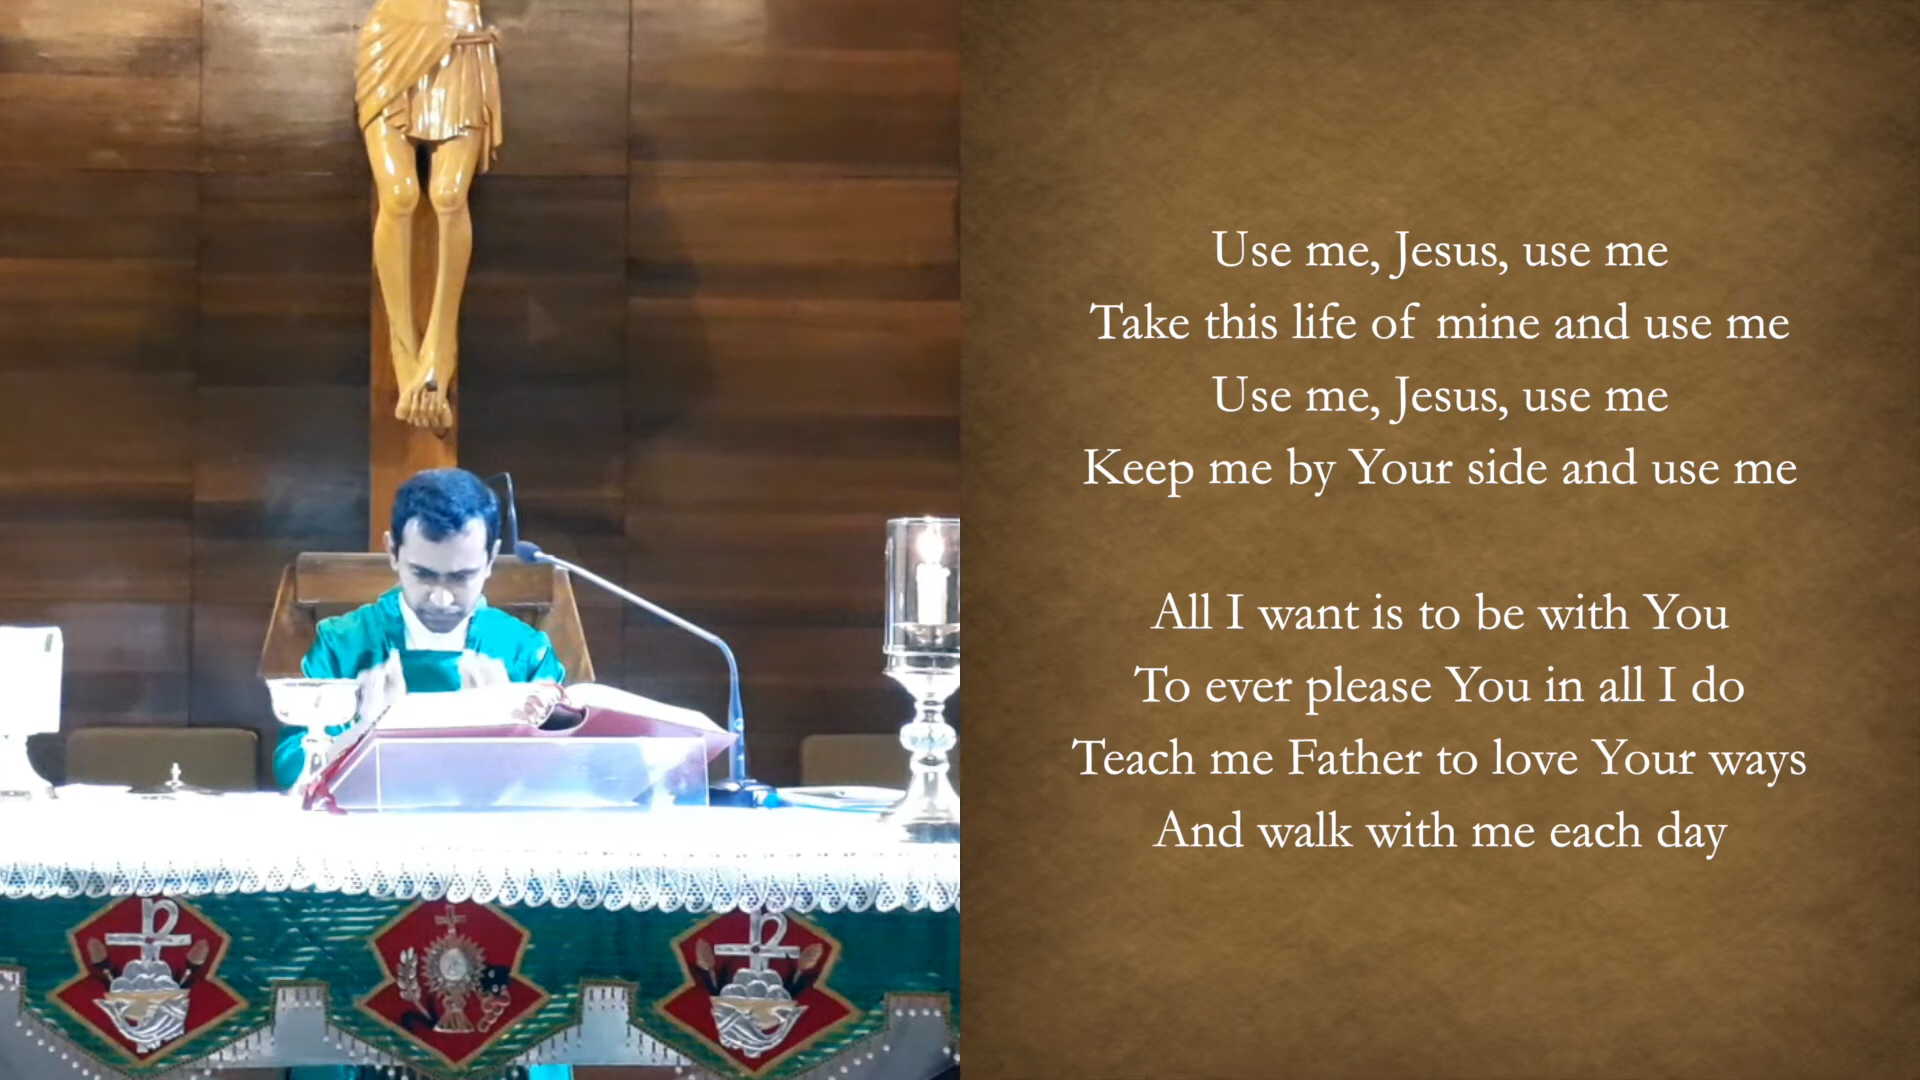 Use me, Jesus, use me
Take this life of mine and use me
Use me, Jesus, use me
Keep me by Your side and use me
All I want is to be with You
To ever please You in all I do
Teach me Father to love Your ways
And walk with me each day